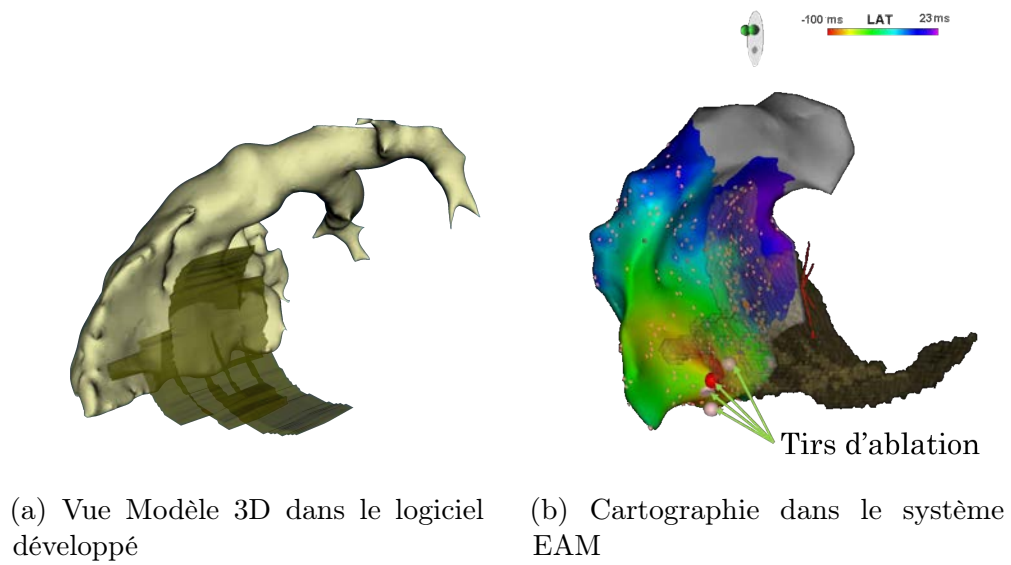 -100 ms LAT 23ms
Tirs d'ablation
(a) Vue Modèle 3D dans le logiciel
développé
(b) Cartographie dans le système
EAM